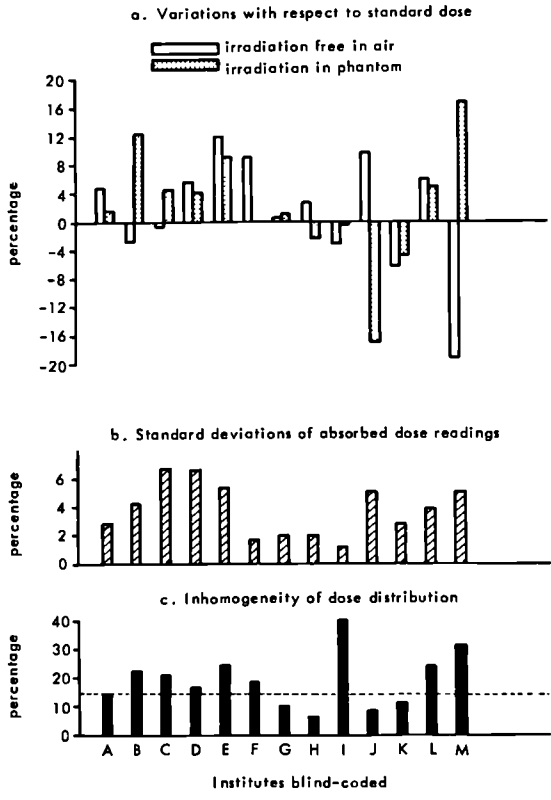 a. Variations with respect to standard dose
irradiation free in air
irradiation in phantom
percentage
20
16
12
8
4
0
-4
-8
-12
-16
-20
b. Standard deviations of absorbed dose readings
percentage
6
4
2
0
c. Inhomogeneity of dose distribution
percentage
40
30
20
10
0
A B C D E F G H I J K L M
Institutes blind-coded